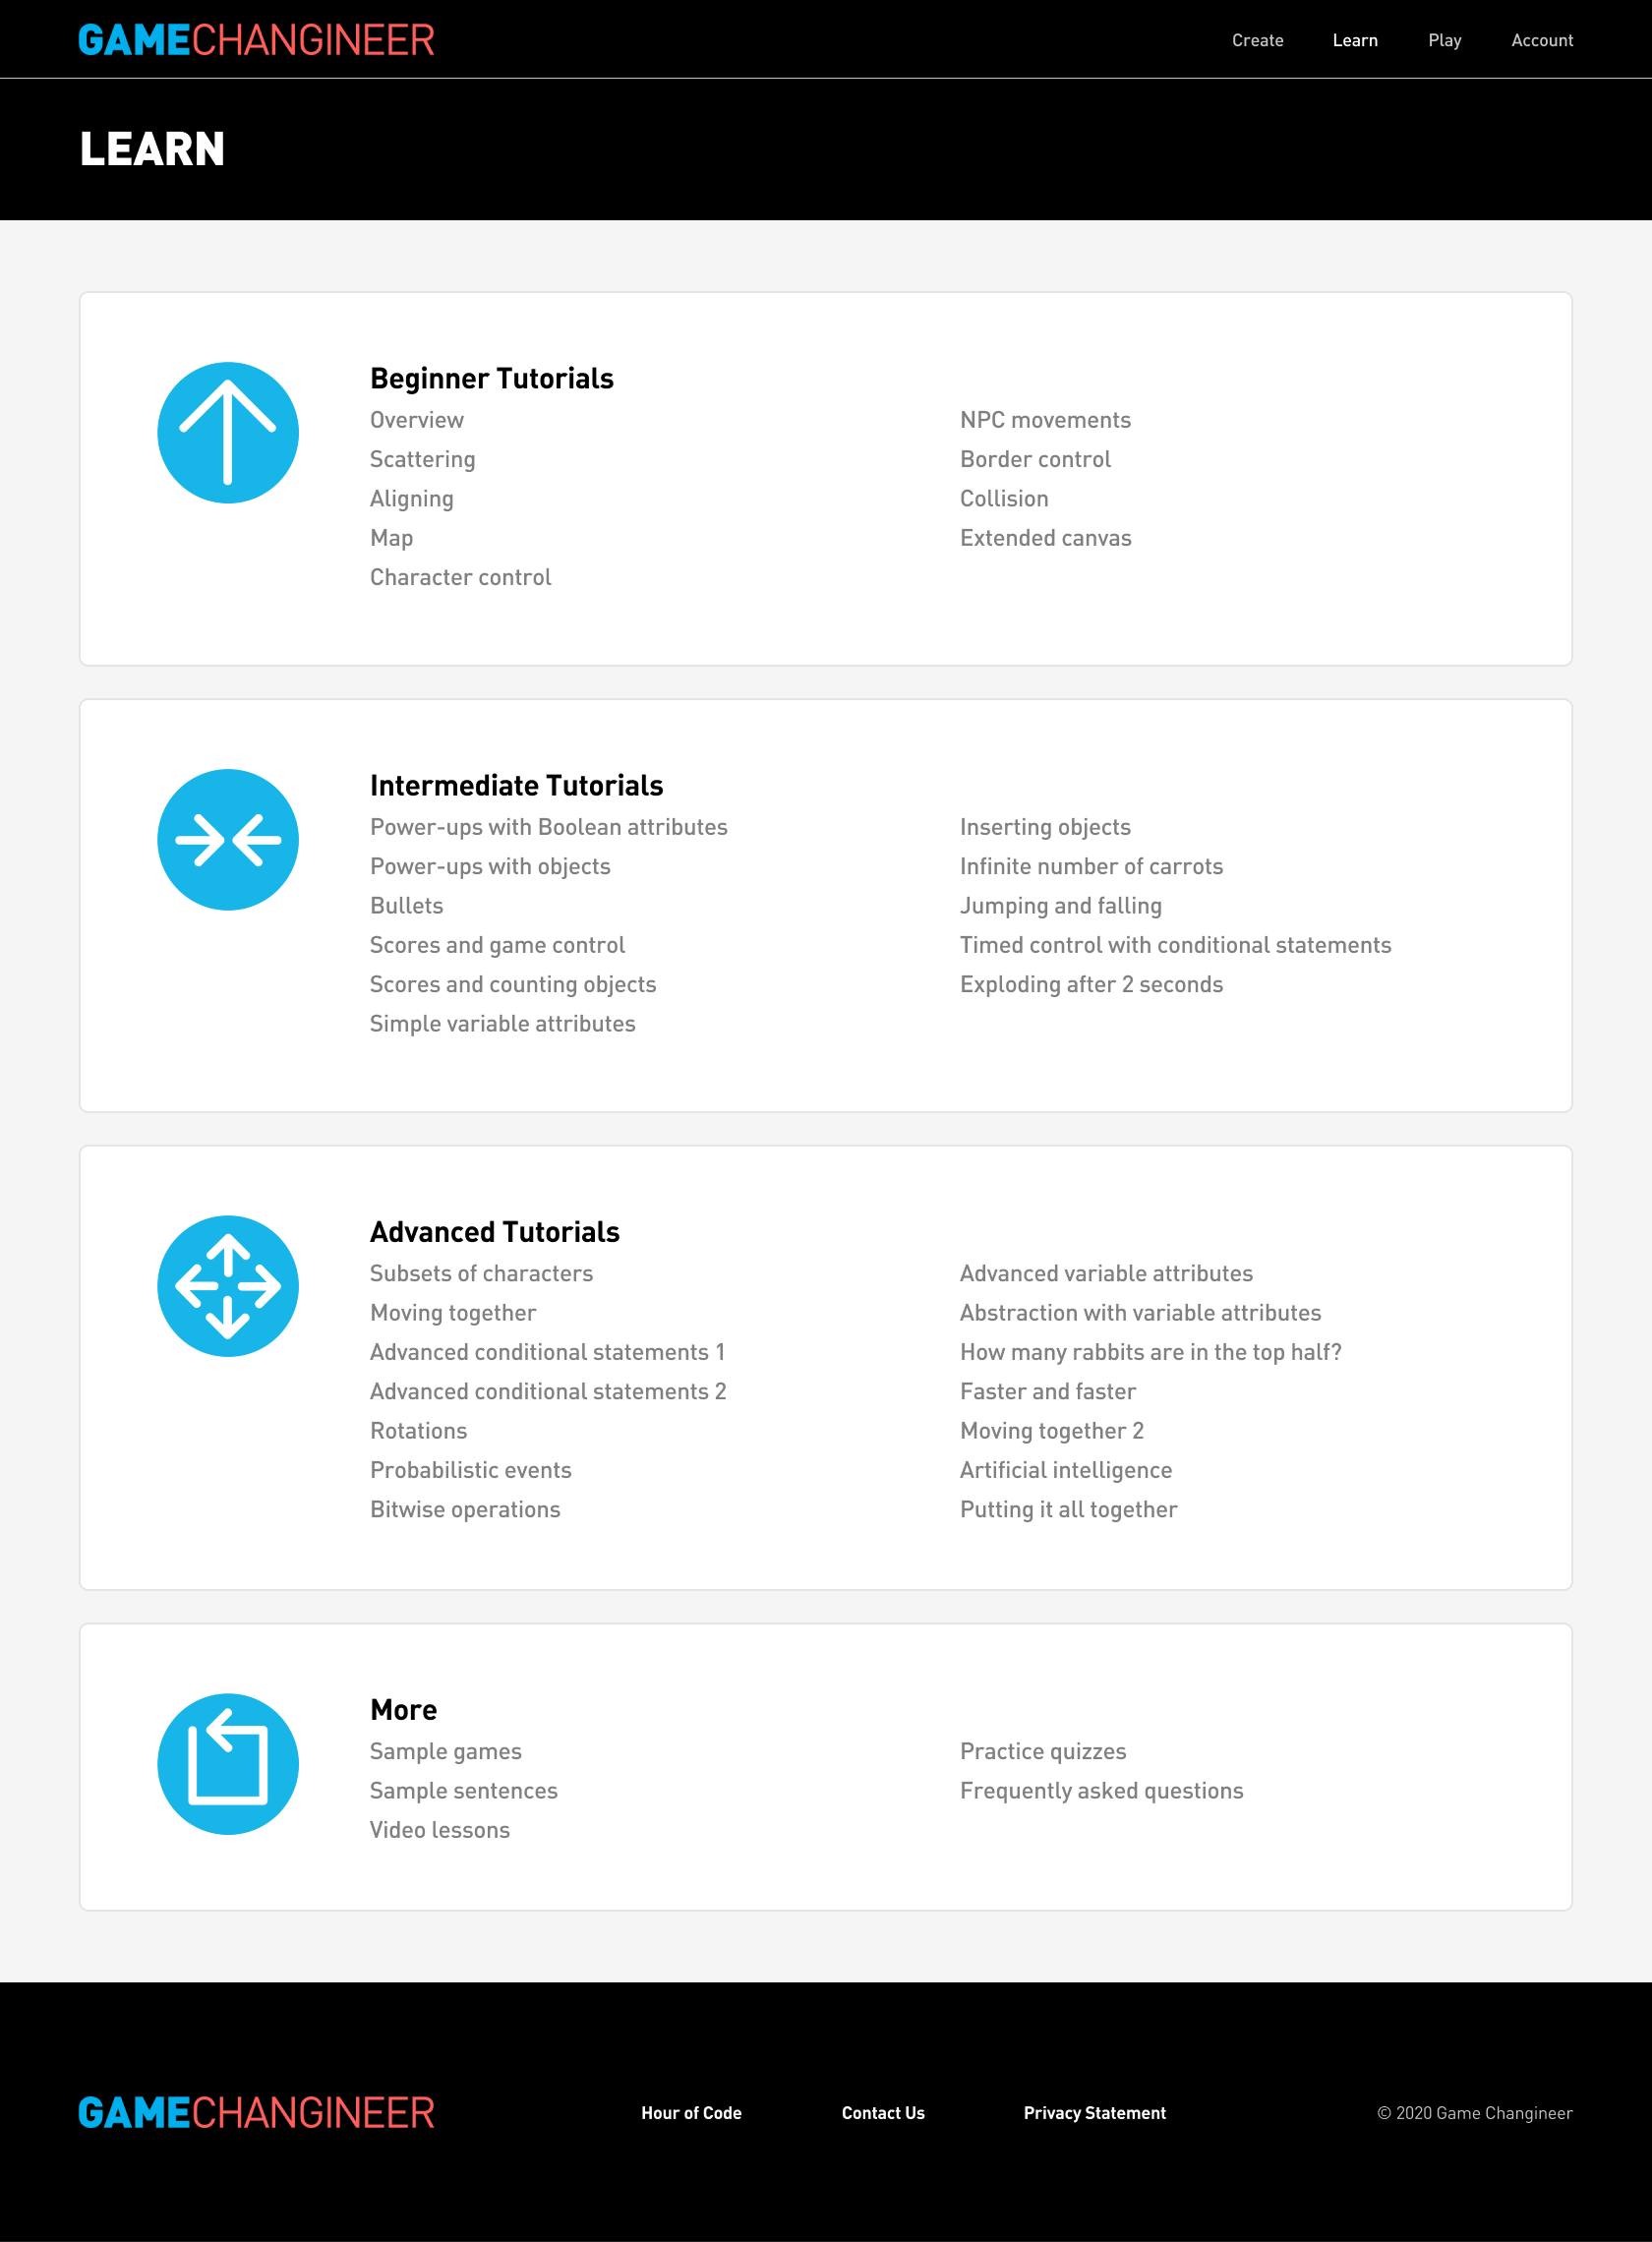 GAMECHANGINEER
Create Learn Play Account
LEARN
Beginner Tutorials
Overview
Scattering
Aligning
Map
Character control
NPC movements
Border control
Collision
Extended canvas
Intermediate Tutorials
Power-ups with Boolean attributes
Power-ups with objects
Bullets
Scores and game control
Scores and counting objects
Simple variable attributes
Inserting objects
Infinite number of carrots
Jumping and falling
Timed control with conditional statements
Exploding after 2 seconds
Advanced Tutorials
Subsets of characters
Moving together
Advanced conditional statements 1
Advanced conditional statements 2
Rotations
Probabilistic events
Bitwise operations
Advanced variable attributes
Abstraction with variable attributes
How many rabbits are in the top half?
Faster and faster
Moving together 2
Artificial intelligence
Putting it all together
More
Sample games
Sample sentences
Video lessons
Practice quizzes
Frequently asked questions
GAMECHANGINEER
Hour of Code Contact Us Privacy Statement © 2020 Game Changineer